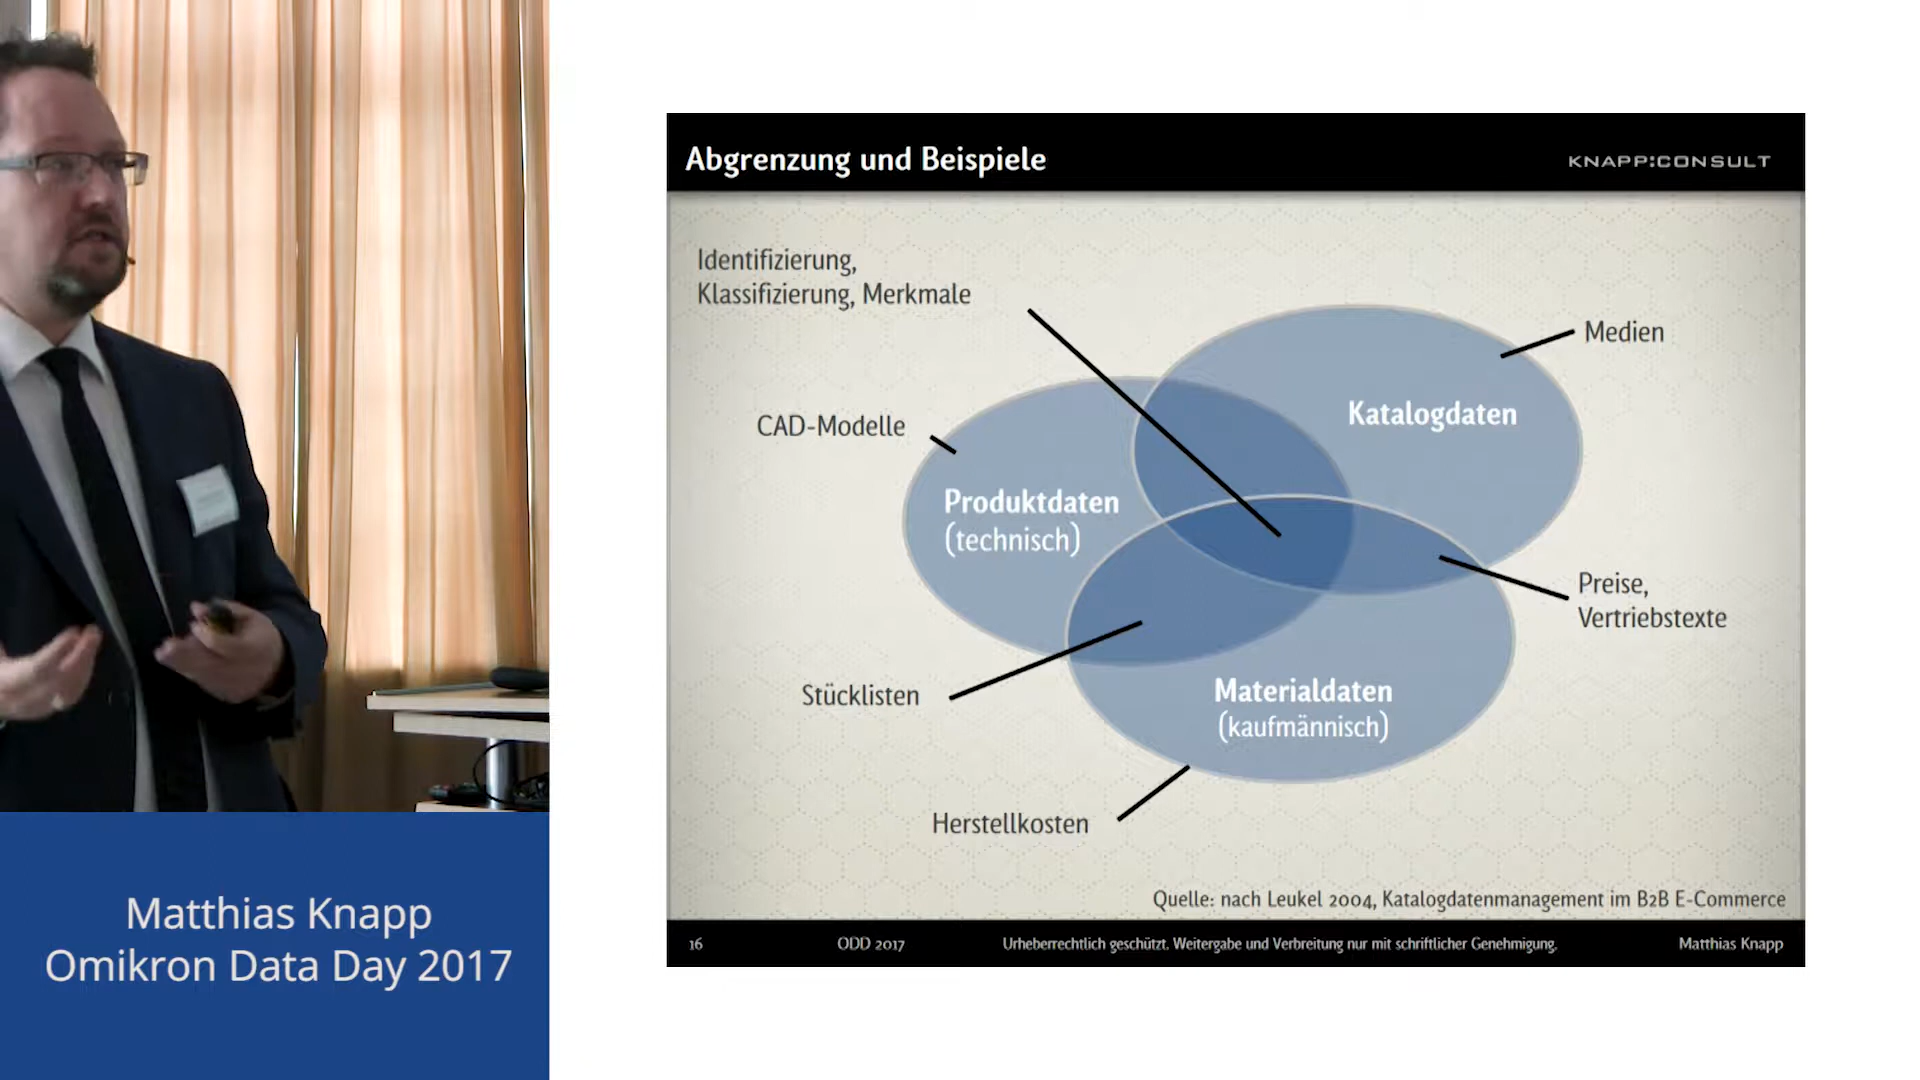 Abgrenzung und Beispiele
KNAPP:CONSULT
Identifizierung,
Klassifizierung, Merkmale
Medien
Katalogdaten
CAD-Modelle
Produktdaten
(technisch)
Preise,
Vertriebstexte
Stücklisten
Materialdaten
(kaufmännisch)
Herstellkosten
Quelle: nach Leukel 2004, Katalogdatenmanagement im B2B E-Commerce
16
ODD 2017
Urheberrechtlich geschützt. Weitergabe und Verbreitung nur mit schriftlicher Genehmigung.
Matthias Knapp
Matthias Knapp
Omikron Data Day 2017